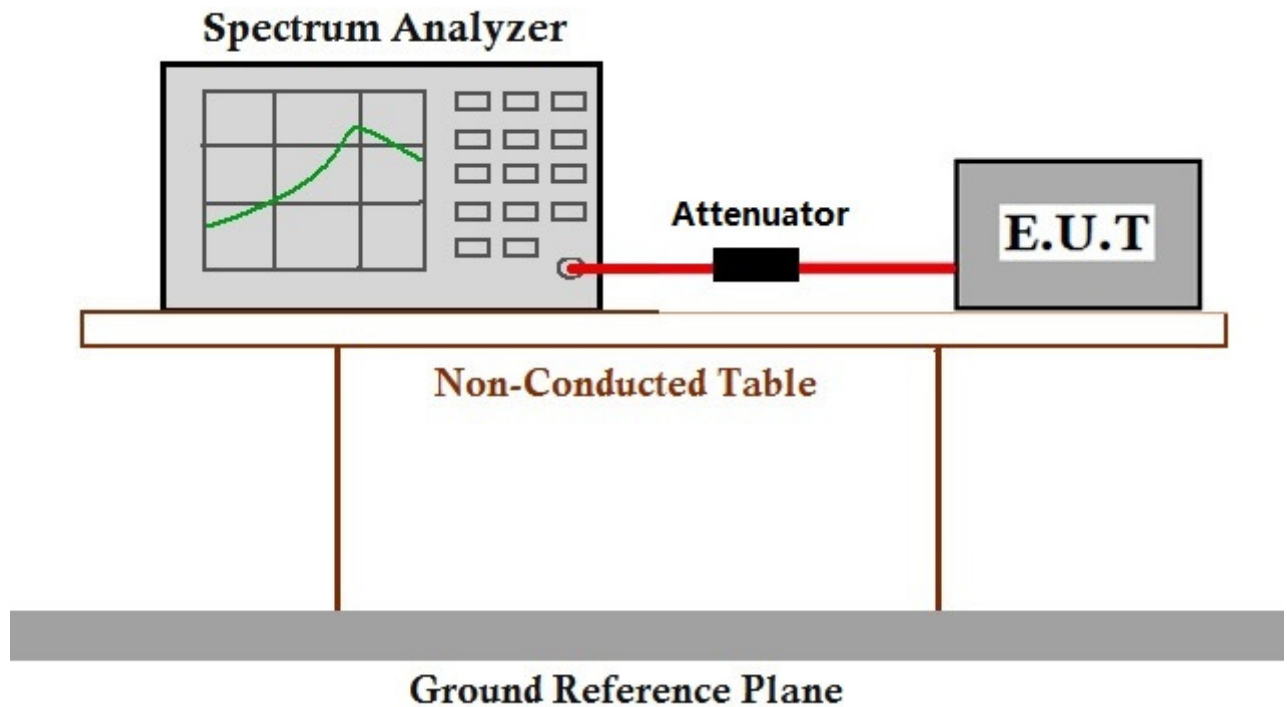 Spectrum Analyzer
Attenuator
E.U.T
Non-Conducted Table
Ground Reference Plane